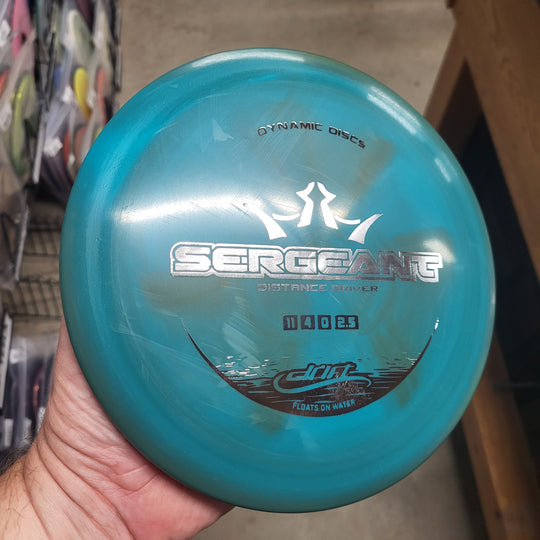 DYNAMIC DISCS
SERGEANT
DISTANCE DRIVER
11 4 0 2.5
drift
FLOATS ON WATER